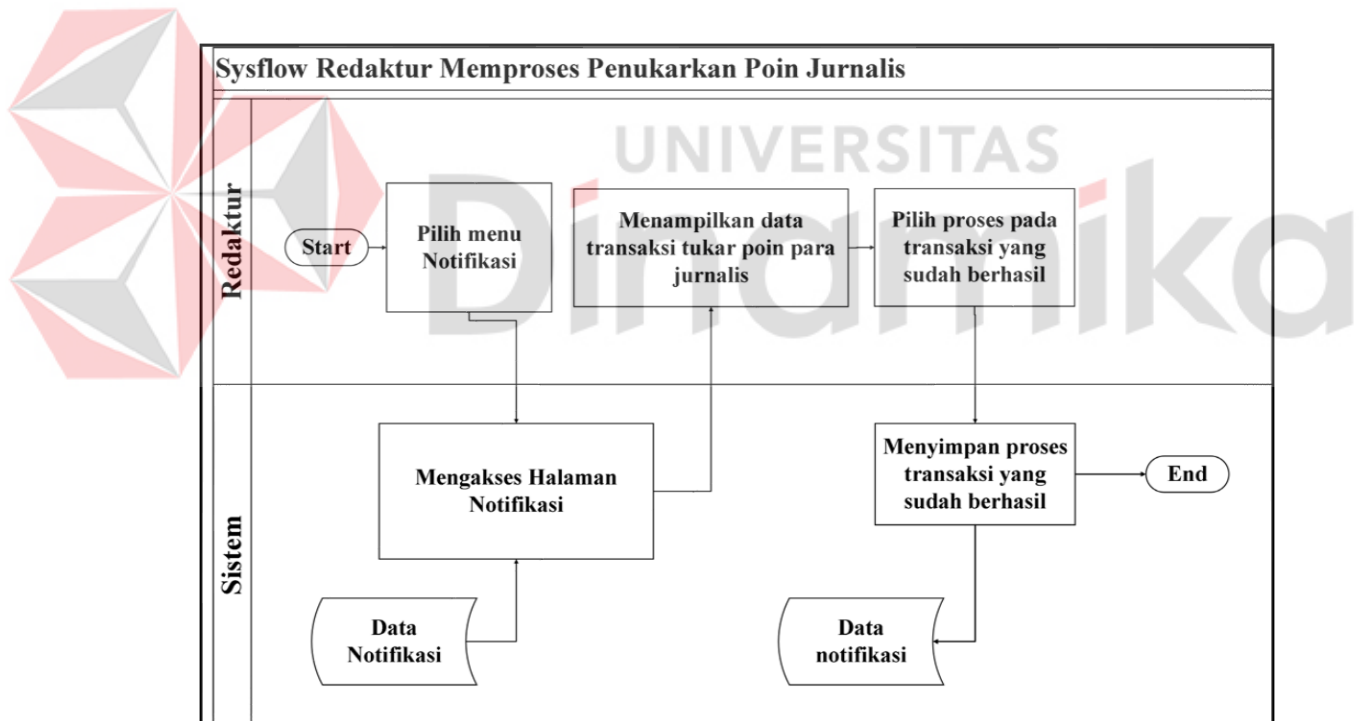 Sysflow Redaktur Memproses Penukarkan Poin Jurnalis
UNIVERSITAS
Dinamika
Redaktur
Start
Pilih menu
Notifikasi
Menampilkan data
transaksi tukar poin para
jurnalis
Pilih proses pada
transaksi yang
sudah berhasil
Sistem
Mengakses Halaman
Notifikasi
Menyimpan proses
transaksi yang
sudah berhasil
End
Data
Notifikasi
Data
notifikasi